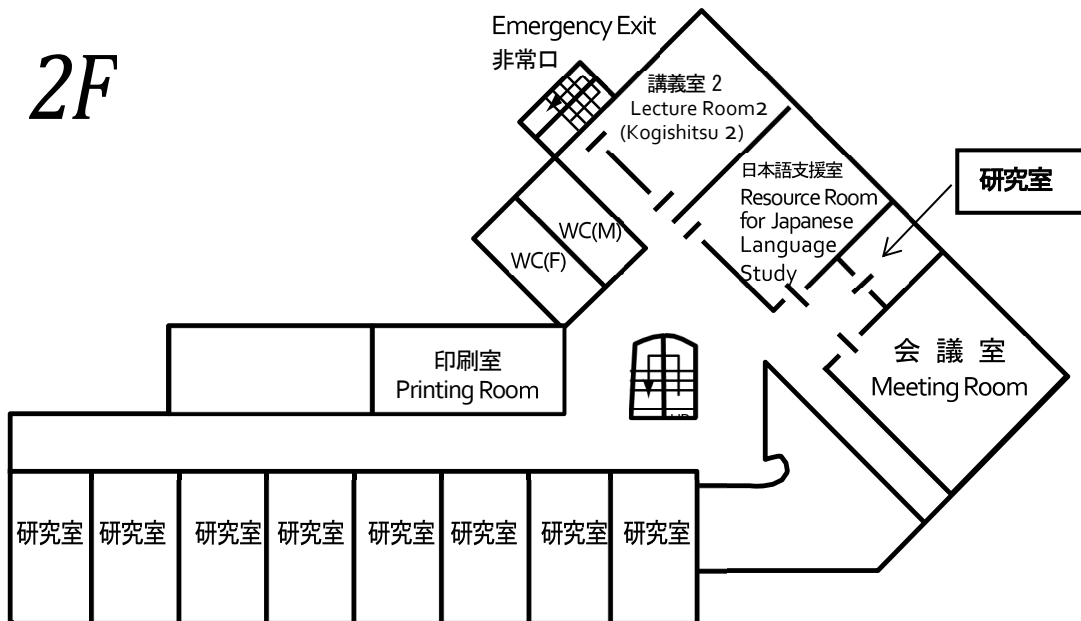 2F
Emergency Exit
非常口
講義室 2
Lecture Room2
(Kogishitsu 2)
日本語支援室
Resource Room
for Japanese
Language
Study
研究室
WC(M)
WC(F)
会 議 室
Meeting Room
印刷室
Printing Room
研究室
研究室
研究室
研究室
研究室
研究室
研究室
研究室